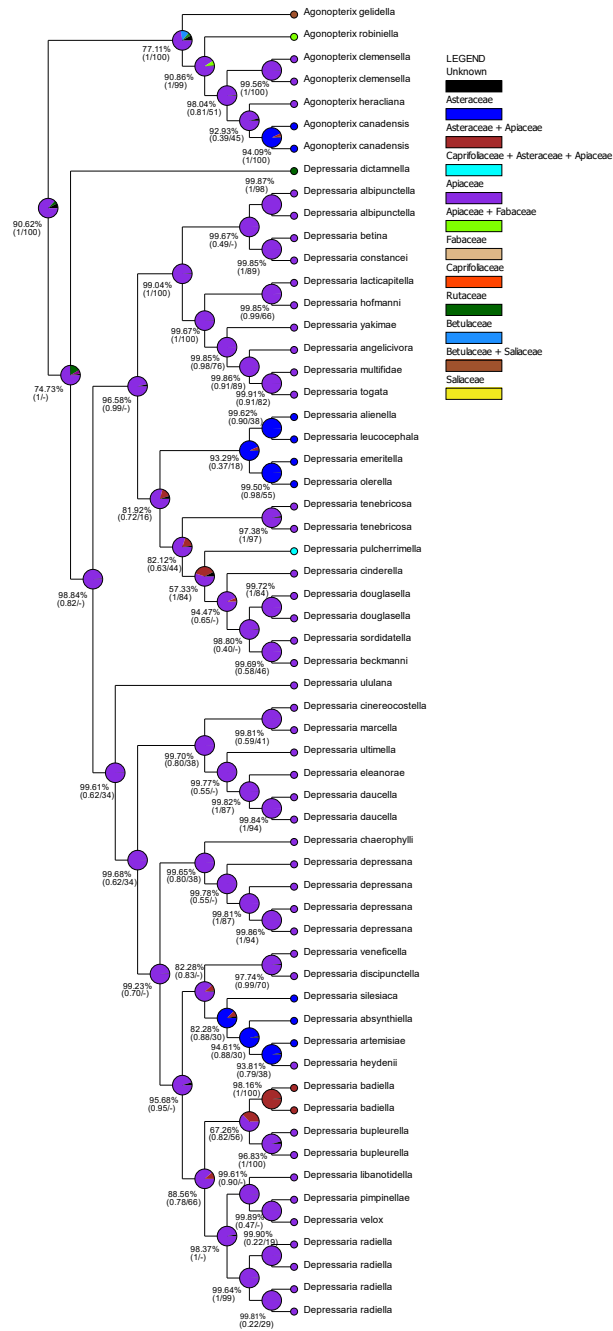 Agonopterix gelidella
77.11%
(1/100)
Agonopterix robiniella
90.86%
(1/99)
Agonopterix clemensella
99.56%
(1/100)
Agonopterix clemensella
98.04%
(0.81/51)
Agonopterix heracliana
92.93%
(0.39/45)
Agonopterix canadensis
94.09%
(1/100)
Agonopterix canadensis
LEGEND
Unknown
Asteraceae
Asteraceae + Apiaceae
Caprifoliaceae + Asteraceae + Apiaceae
Apiaceae
Apiaceae + Fabaceae
Fabaceae
Caprifoliaceae
Rutaceae
Betulaceae
Betulaceae + Saliaceae
Saliaceae
90.62%
(1/100)
Depressaria dictamnella
74.73%
(1/-)
99.87%
(1/98)
Depressaria albipunctella
Depressaria albipunctella
99.67%
(0.49/-)
Depressaria betina
99.85%
(1/89)
Depressaria constancei
99.04%
(1/100)
Depressaria lacticapitella
99.85%
(0.99/66)
Depressaria hofmanni
99.67%
(1/100)
Depressaria yakimae
99.85%
(0.98/76)
Depressaria angelicivora
99.86%
(0.91/89)
Depressaria multifidae
99.91%
(0.91/82)
Depressaria togata
96.58%
(0.99/-)
99.62%
(0.90/38)
Depressaria alienella
Depressaria leucocephala
93.29%
(0.37/18)
Depressaria emeritella
99.50%
(0.98/55)
Depressaria olerella
81.92%
(0.72/16)
Depressaria tenebricosa
97.38%
(1/97)
Depressaria tenebricosa
82.12%
(0.63/44)
Depressaria pulcherrimella
57.33%
(1/84)
Depressaria cinderella
94.47%
(0.65/-)
99.72%
(1/84)
Depressaria douglasella
Depressaria douglasella
98.80%
(0.40/-)
Depressaria sordidatella
99.69%
(0.58/46)
Depressaria beckmanni
98.84%
(0.82/-)
Depressaria ululana
99.61%
(0.62/34)
Depressaria cinereocostella
99.81%
(0.59/41)
Depressaria marcella
99.70%
(0.80/38)
Depressaria ultimella
99.77%
(0.55/-)
Depressaria eleanorae
99.82%
(1/87)
Depressaria daucella
99.84%
(1/94)
Depressaria daucella
99.68%
(0.62/34)
Depressaria chaerophylli
99.65%
(0.80/38)
Depressaria depressana
99.78%
(0.55/-)
Depressaria depressana
99.81%
(1/87)
Depressaria depressana
99.86%
(1/94)
Depressaria depressana
99.23%
(0.70/-)
82.28%
(0.83/-)
Depressaria veneficella
97.74%
(0.99/70)
Depressaria discipunctella
Depressaria silesiaca
82.28%
(0.88/30)
Depressaria absynthiella
94.61%
(0.88/30)
Depressaria artemisiae
93.81%
(0.79/38)
Depressaria heydenii
95.68%
(0.95/-)
98.16%
(1/100)
Depressaria badiella
Depressaria badiella
67.26%
(0.82/56)
Depressaria bupleurella
96.83%
(1/100)
Depressaria bupleurella
88.56%
(0.78/66)
99.61%
(0.90/-)
Depressaria libanotidella
Depressaria pimpinellae
99.89%
(0.47/-)
Depressaria velox
98.37%
(1/-)
99.90%
(0.22/19)
Depressaria radiella
Depressaria radiella
99.64%
(1/99)
Depressaria radiella
99.81%
(0.22/29)
Depressaria radiella